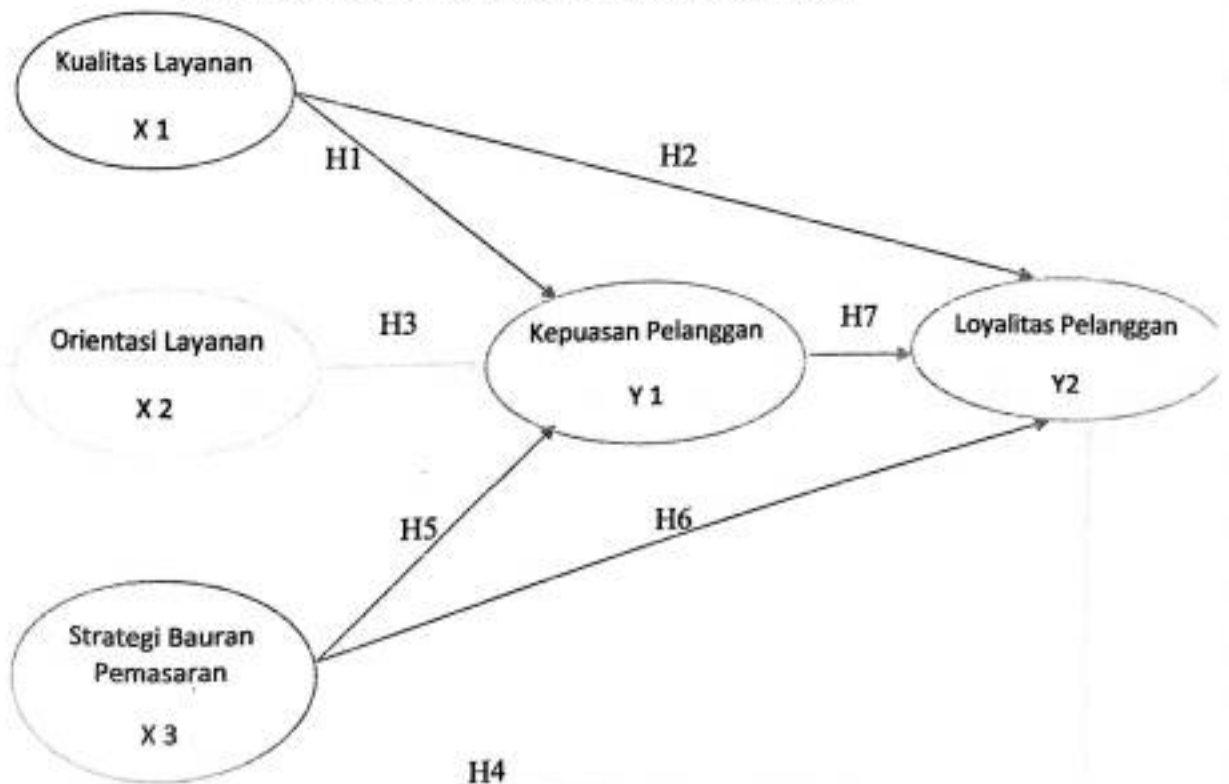 Kualitas Layanan
X 1
H1
H2
Orientasi Layanan
X 2
H3
Kepuasan Pelanggan
Y 1
H7
Loyalitas Pelanggan
Y2
H5
H6
Strategi Bauran
Pemasaran
X 3
H4